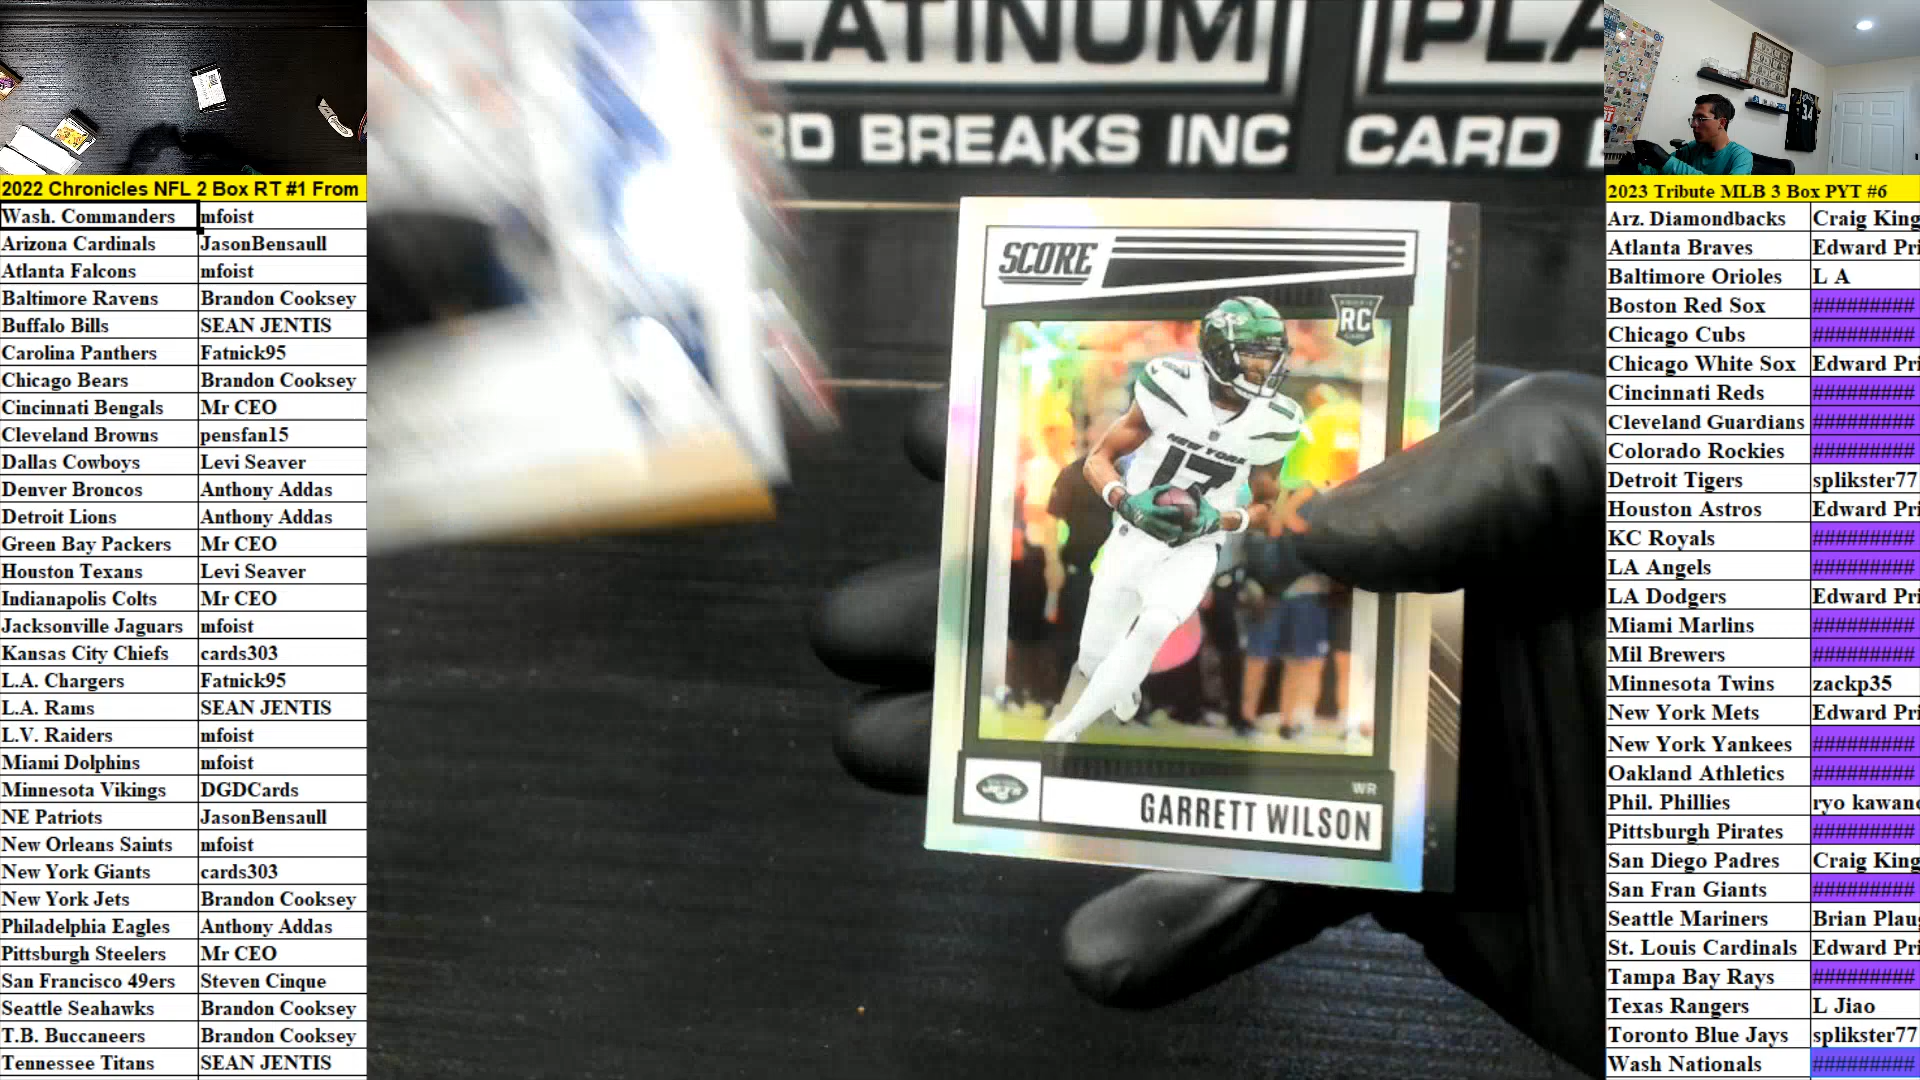 2022 Chronicles NFL 2 Box RT #1 From
Wash. Commanders mfoist
Arizona Cardinals JasonBensaull
Atlanta Falcons mfoist
Baltimore Ravens Brandon Cooksey
Buffalo Bills SEAN JENTIS
Carolina Panthers Fatnick95
Chicago Bears Brandon Cooksey
Cincinnati Bengals Mr CEO
Cleveland Browns pensfan15
Dallas Cowboys Levi Seaver
Denver Broncos Anthony Addas
Detroit Lions Anthony Addas
Green Bay Packers Mr CEO
Houston Texans Levi Seaver
Indianapolis Colts Mr CEO
Jacksonville Jaguars mfoist
Kansas City Chiefs cards303
L.A. Chargers Fatnick95
L.A. Rams SEAN JENTIS
L.V. Raiders mfoist
Miami Dolphins mfoist
Minnesota Vikings DGDCards
NE Patriots JasonBensaull
New Orleans Saints mfoist
New York Giants cards303
New York Jets Brandon Cooksey
Philadelphia Eagles Anthony Addas
Pittsburgh Steelers Mr CEO
San Francisco 49ers Steven Cinque
Seattle Seahawks Brandon Cooksey
T.B. Buccaneers Brandon Cooksey
Tennessee Titans SEAN JENTIS
LATINUM PLA
RD BREAKS INC CARD
SCORE
ROOKIE
RC
CARD
JETS
NEW YORK
17
JETS
WR
GARRETT WILSON
34
2023 Tribute MLB 3 Box PYT #6
Arz. Diamondbacks Craig King
Atlanta Braves Edward Pri
Baltimore Orioles L A
Boston Red Sox #########
Chicago Cubs #########
Chicago White Sox Edward Pri
Cincinnati Reds #########
Cleveland Guardians #########
Colorado Rockies #########
Detroit Tigers splikster77
Houston Astros Edward Pri
KC Royals #########
LA Angels #########
LA Dodgers Edward Pri
Miami Marlins #########
Mil Brewers #########
Minnesota Twins zackp35
New York Mets Edward Pri
New York Yankees #########
Oakland Athletics #########
Phil. Phillies ryo kawano
Pittsburgh Pirates #########
San Diego Padres Craig King
San Fran Giants #########
Seattle Mariners Brian Plaug
St. Louis Cardinals Edward Pri
Tampa Bay Rays #########
Texas Rangers L Jiao
Toronto Blue Jays splikster77
Wash Nationals #########